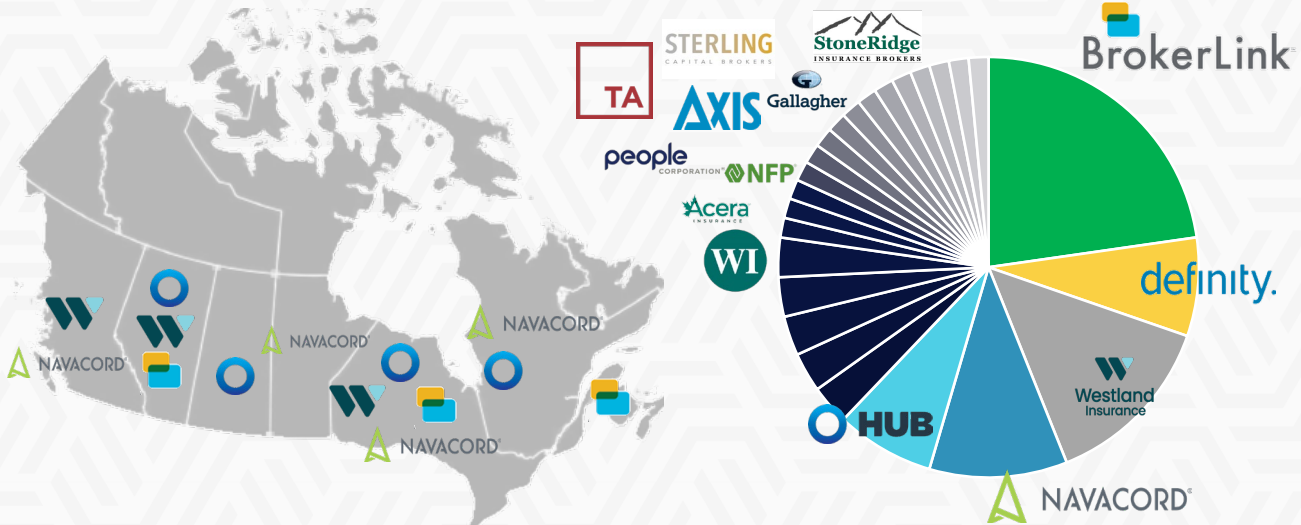 NAVACORD
NAVACORD
NAVACORD
NAVACORD
TA
STERLING
CAPITAL BROKERS
StoneRidge
INSURANCE BROKERS
AXIS
G
Gallagher
people
CORPORATION
NFP
Acera
INSURANCE
WI
BrokerLink
definity.
Westland
Insurance
HUB
NAVACORD